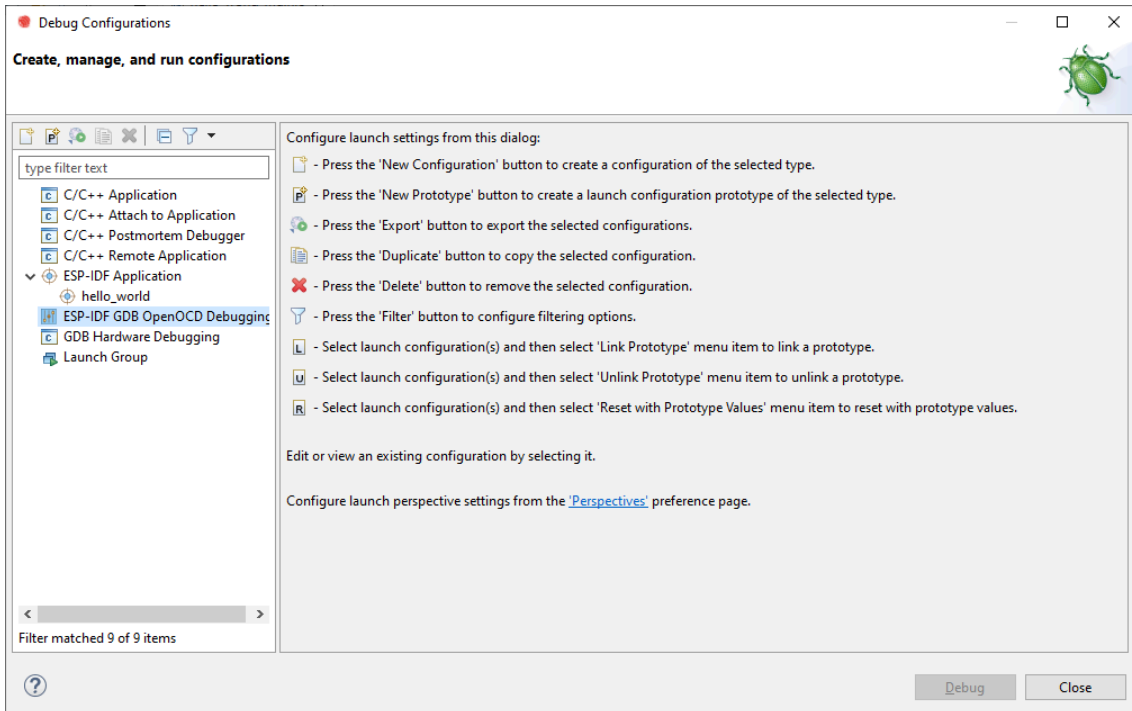 Debug Configurations
Create, manage, and run configurations
type filter text
C/C++ Application
C/C++ Attach to Application
C/C++ Postmortem Debugger
C/C++ Remote Application
ESP-IDF Application
hello_world
ESP-IDF GDB OpenOCD Debugging
GDB Hardware Debugging
Launch Group
Filter matched 9 of 9 items
Configure launch settings from this dialog:
- Press the 'New Configuration' button to create a configuration of the selected type.
P - Press the 'New Prototype' button to create a launch configuration prototype of the selected type.
- Press the 'Export' button to export the selected configurations.
- Press the 'Duplicate' button to copy the selected configuration.
- Press the 'Delete' button to remove the selected configuration.
- Press the 'Filter' button to configure filtering options.
L - Select launch configuration(s) and then select 'Link Prototype' menu item to link a prototype.
U - Select launch configuration(s) and then select 'Unlink Prototype' menu item to unlink a prototype.
R - Select launch configuration(s) and then select 'Reset with Prototype Values' menu item to reset with prototype values.
Edit or view an existing configuration by selecting it.
Configure launch perspective settings from the 'Perspectives' preference page.
Debug
Close